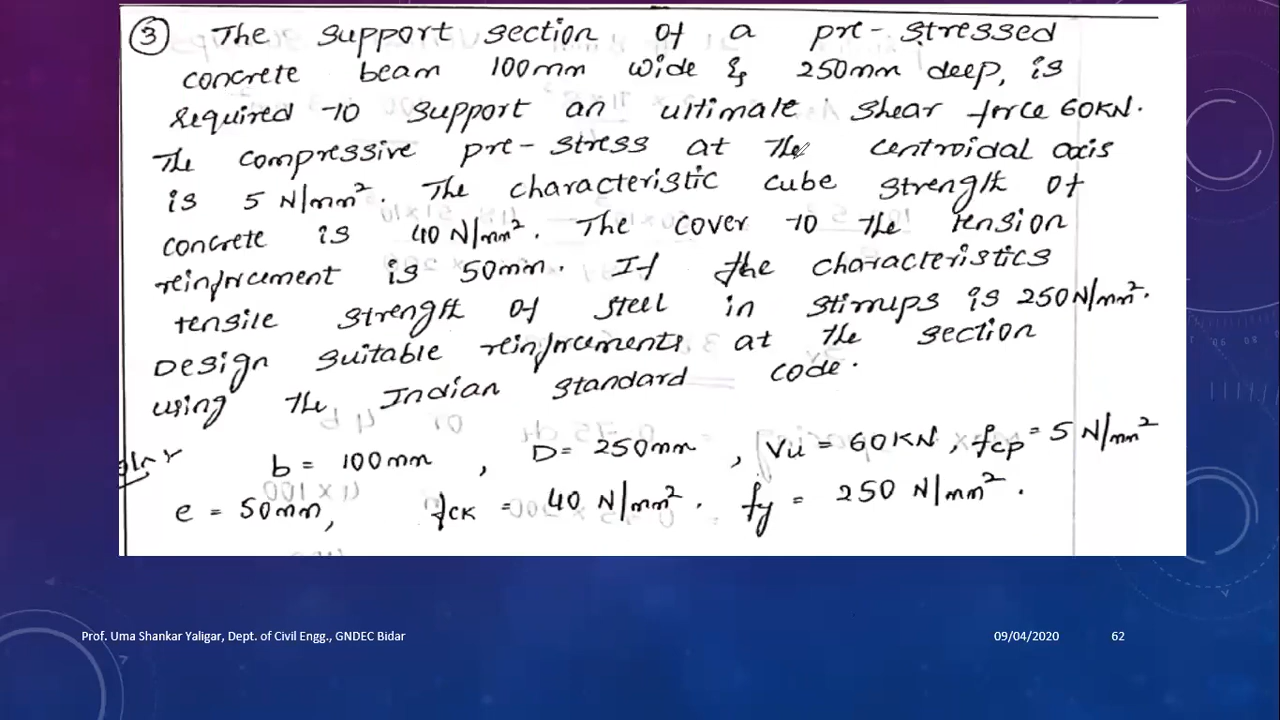 ③ The support section of a pre-stressed
concrete beam 100mm wide & 250mm deep, is
required to support an ultimate shear force 60KN.
The compressive pre-stress at the centroidal axis
is 5 N/mm². The characteristic cube strength of
concrete is 40 N/mm². The cover to the tension
reinforcement is 50mm. If the characteristics
tensile strength of steel in stirrups is 250 N/mm².
Design suitable reinforcements at the section
using the Indian standard code.
b = 100mm , D = 250mm , Vu = 60KN, fcp = 5 N/mm²
e = 50mm, fck = 40 N/mm². fy = 250 N/mm².
Prof. Uma Shankar Yaligar, Dept. of Civil Engg., GNDEC Bidar 09/04/2020 62